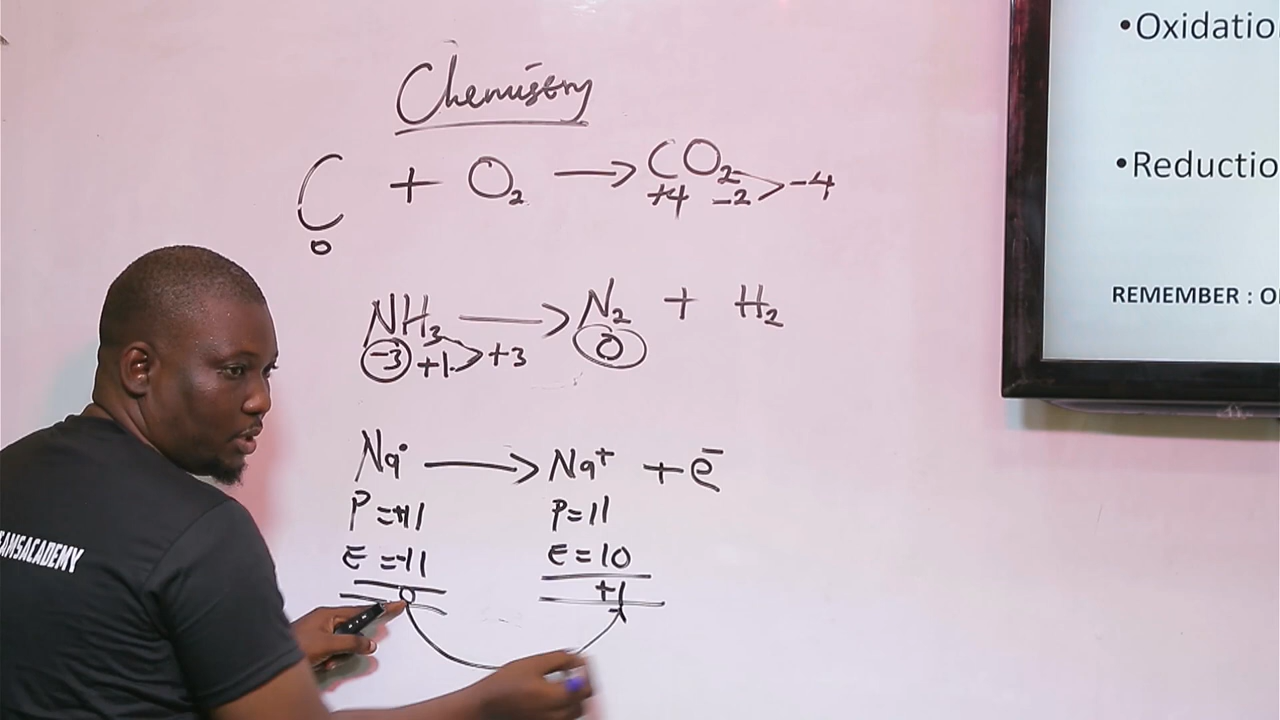 Chemistry
C + O₂ → CO₂
0 +4 -2 > -4
NH₃ → N₂ + H₂
-3 +1 > +3 0
Na → Na⁺ + e⁻
P = +11 P = 11
E = -11 E = 10
0 +1
•Oxidatio
•Reductio
REMEMBER : O
AMSACADEMY